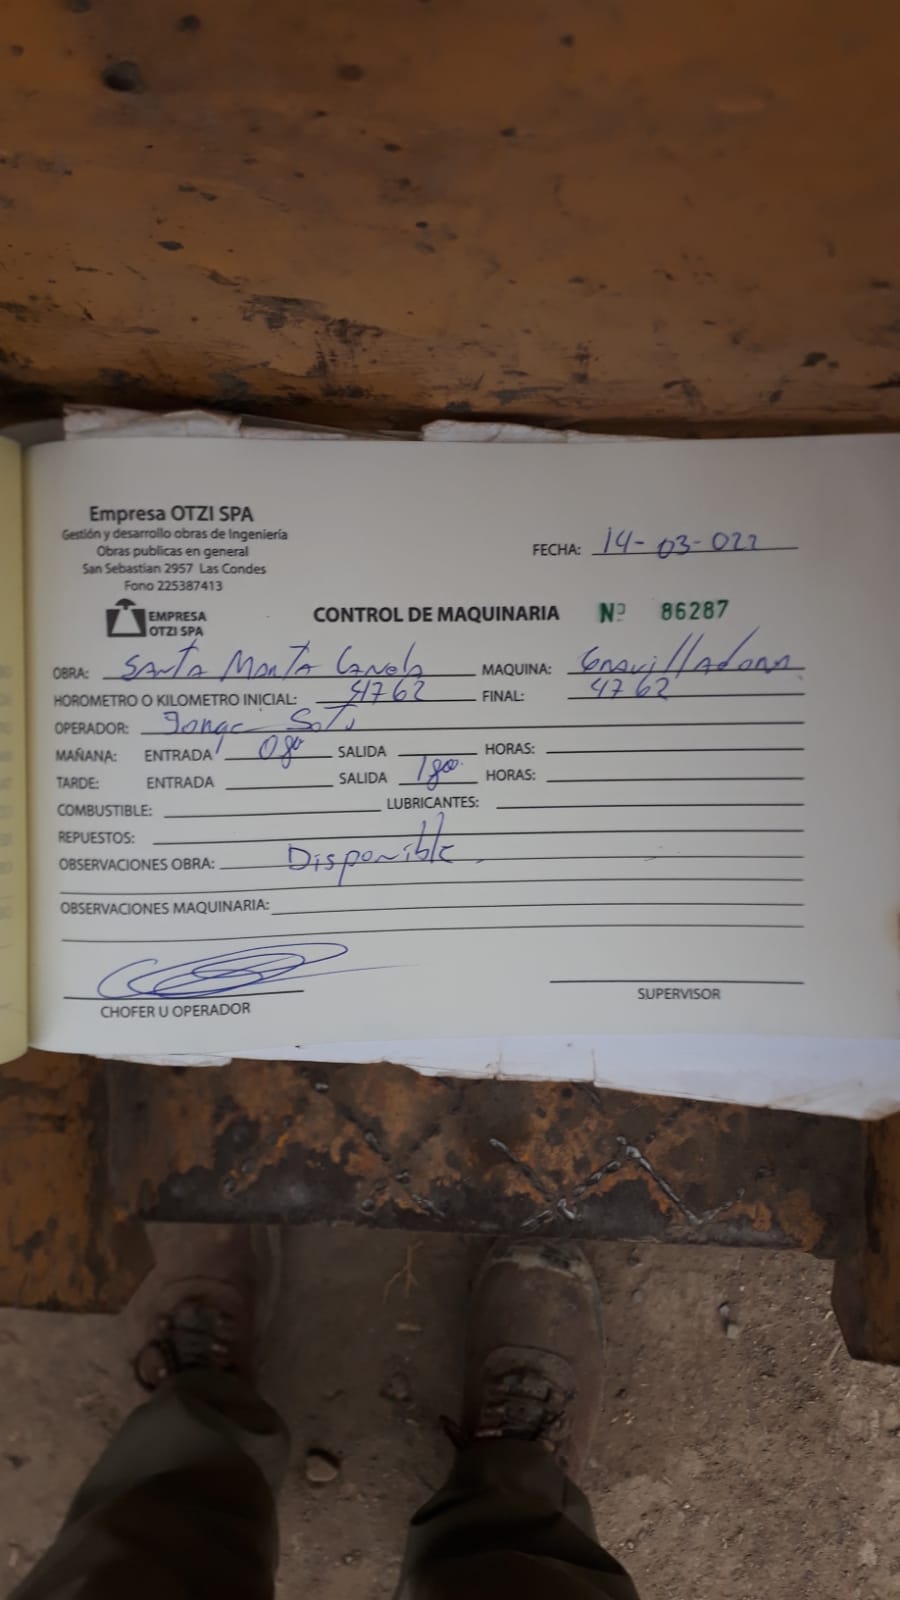 Empresa OTZI SPA
Gestión y desarrollo obras de Ingeniería
Obras publicas en general
San Sebastian 2957 Las Condes
Fono 225387413
FECHA: 14-03-022
EMPRESA
OTZI SPA
CONTROL DE MAQUINARIA Nº 86287
OBRA: Santa Marta Canela MAQUINA: Gravilladora
HOROMETRO O KILOMETRO INICIAL: 4762 FINAL: 4762
OPERADOR: Jorge Soto
MAÑANA: ENTRADA 0800 SALIDA HORAS:
TARDE: ENTRADA SALIDA 1800 HORAS:
COMBUSTIBLE: LUBRICANTES:
REPUESTOS:
OBSERVACIONES OBRA: Disponible.
OBSERVACIONES MAQUINARIA:
CHOFER U OPERADOR SUPERVISOR